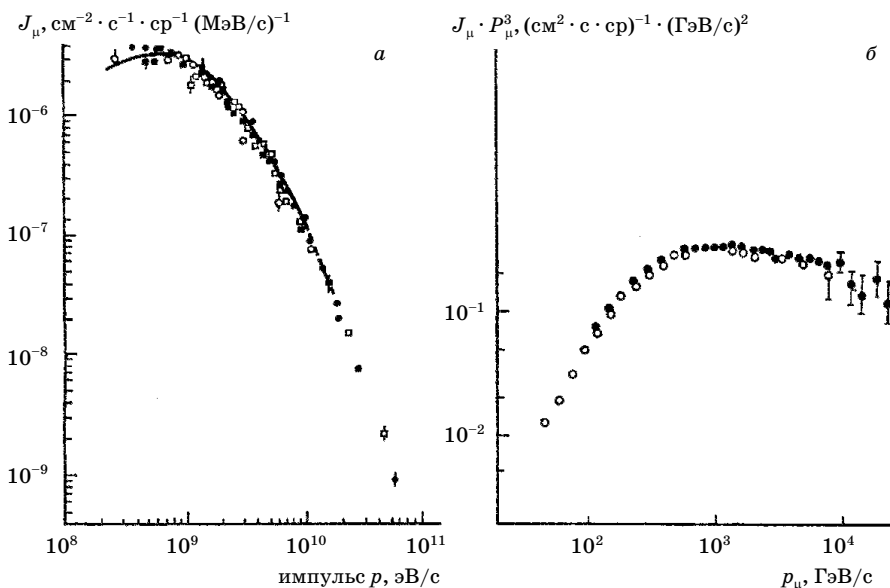 J_μ, см⁻² · с⁻¹ · ср⁻¹ (МэВ/с)⁻¹
а
10⁻⁶
10⁻⁷
10⁻⁸
10⁻⁹
10⁸ 10⁹ 10¹⁰ 10¹¹
импульс p, эВ/с
J_μ · P_μ³, (см² · с · ср)⁻¹ · (ГэВ/с)²
б
10⁻¹
10⁻²
10² 10³ 10⁴
p_μ, ГэВ/с